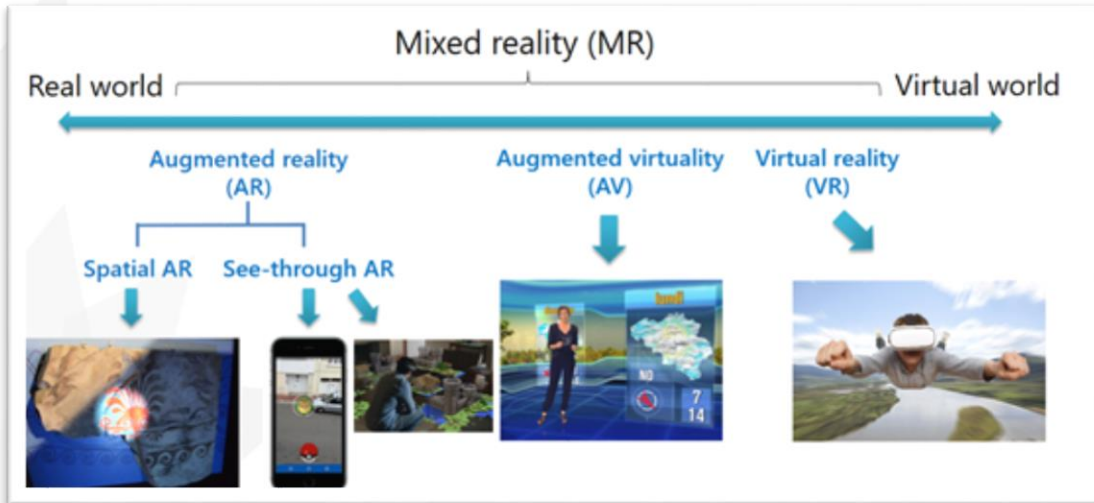 Mixed reality (MR)
Real world
Virtual world
Augmented reality
(AR)
Augmented virtuality
(AV)
Virtual reality
(VR)
Spatial AR
See-through AR
lundi
NO
7
14